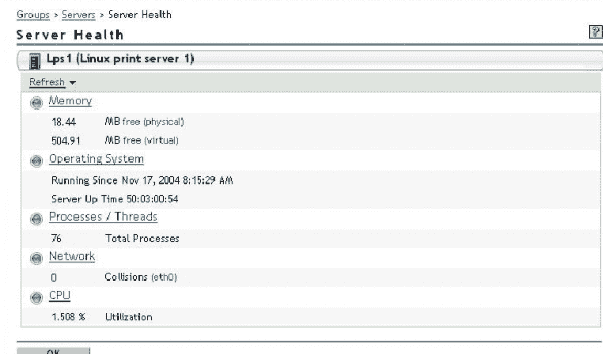 Groups > Servers > Server Health
Server Health
?
Lps1 (Linux print server 1)
Refresh
Memory
18.44 MB free (physical)
504.91 MB free (virtual)
Operating System
Running Since Nov 17, 2004 8:15:29 AM
Server Up Time 50:03:00:54
Processes / Threads
76 Total Processes
Network
0 Collisions (eth0)
CPU
1.508 % Utilization
OK